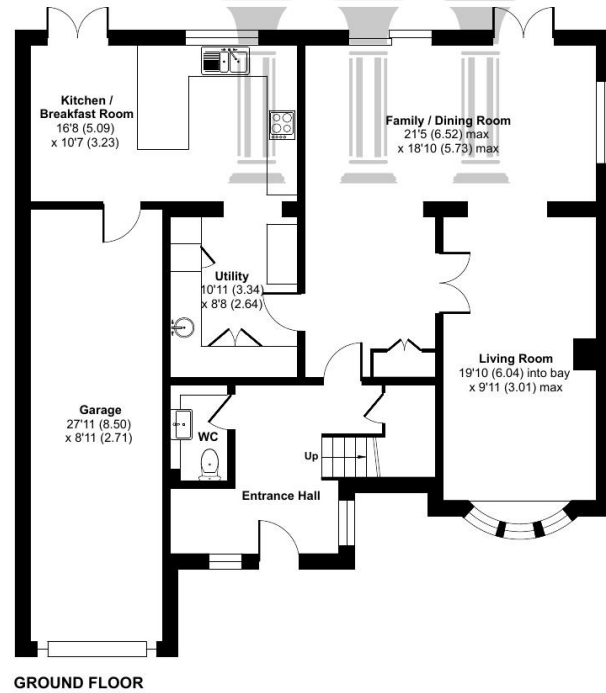 Kitchen /
Breakfast Room
16'8 (5.09)
x 10'7 (3.23)
Family / Dining Room
21'5 (6.52) max
x 18'10 (5.73) max
Utility
10'11 (3.34)
x 8'8 (2.64)
Living Room
19'10 (6.04) into bay
x 9'11 (3.01) max
Garage
27'11 (8.50)
x 8'11 (2.71)
WC
Up
Entrance Hall
GROUND FLOOR